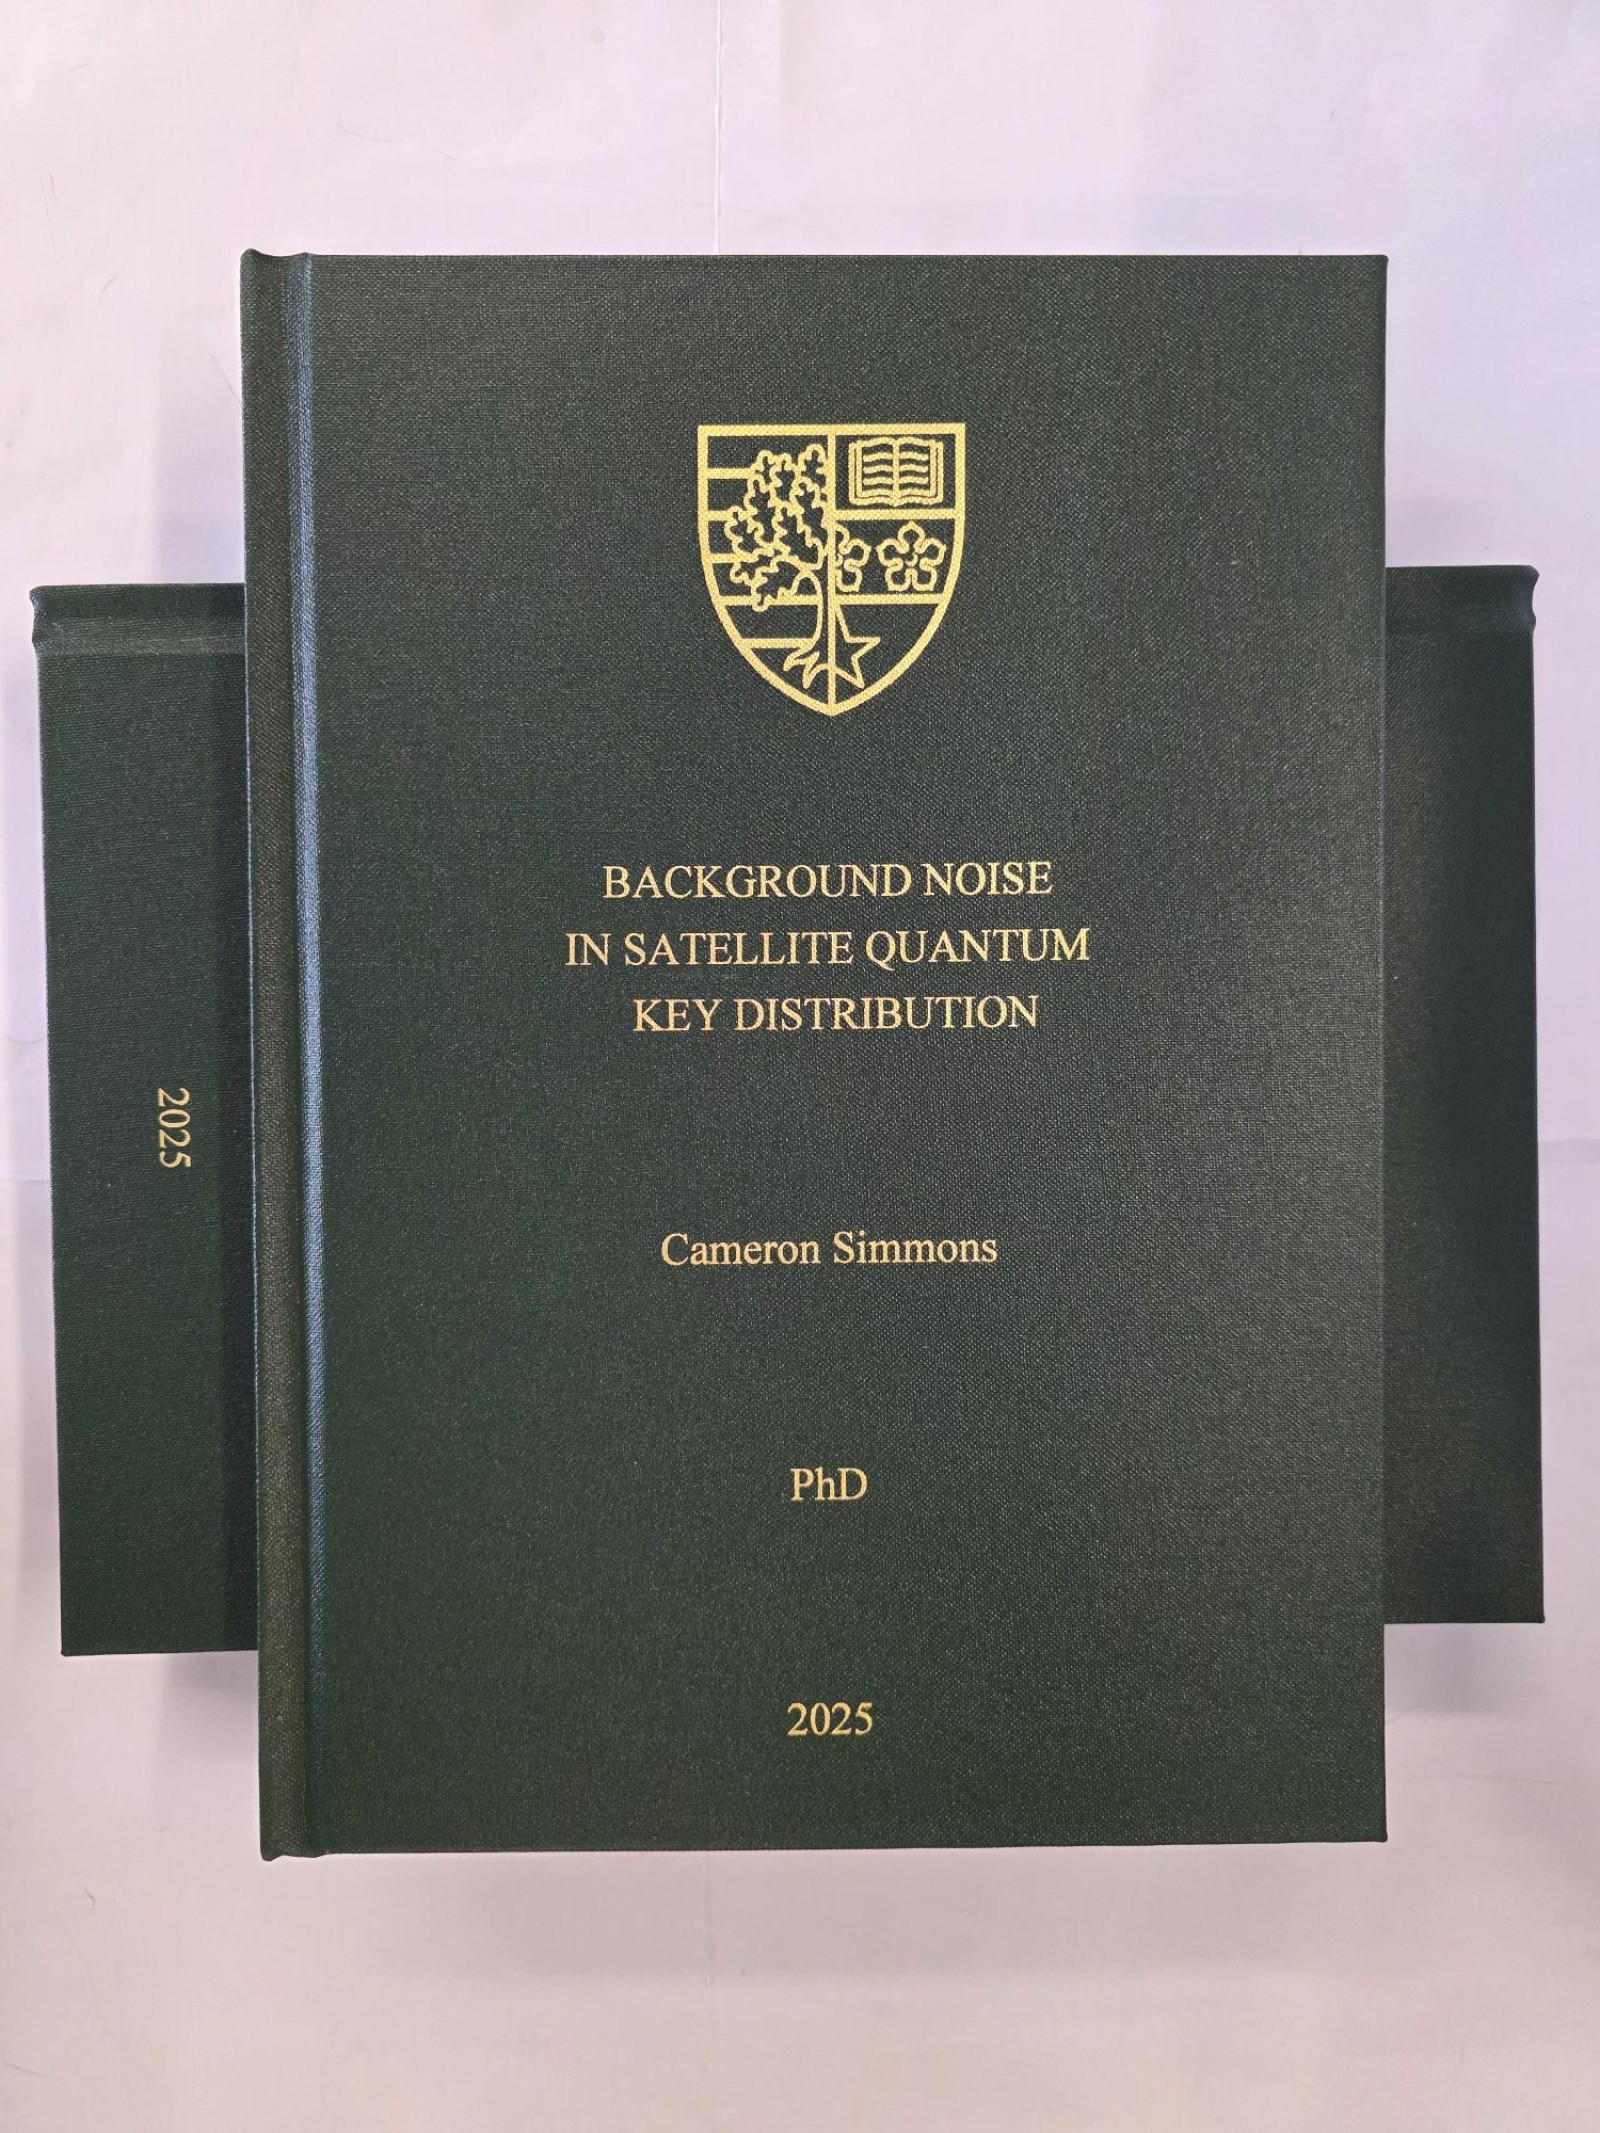 BACKGROUND NOISE
IN SATELLITE QUANTUM
KEY DISTRIBUTION
Cameron Simmons
PhD
2025
2025